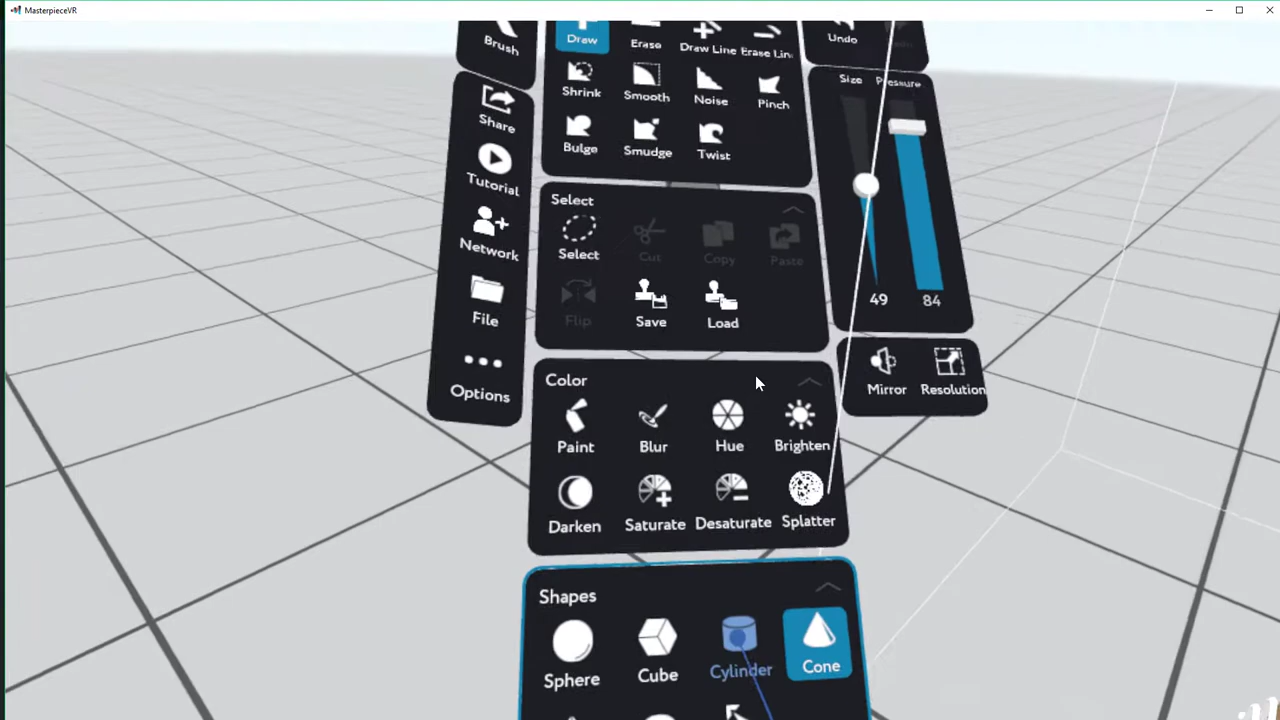 MasterpieceVR
Brush
Share
Tutorial
Network
File
Options
Draw Erase Draw Line Erase Lin
Shrink Smooth Noise Pinch
Bulge Smudge Twist
Select
Select Cut Copy Paste
Flip Save Load
Color
Paint Blur Hue Brighten
Darken Saturate Desaturate Splatter
Shapes
Sphere Cube Cylinder Cone
Undo
Size Pressure
49 84
Mirror Resolution